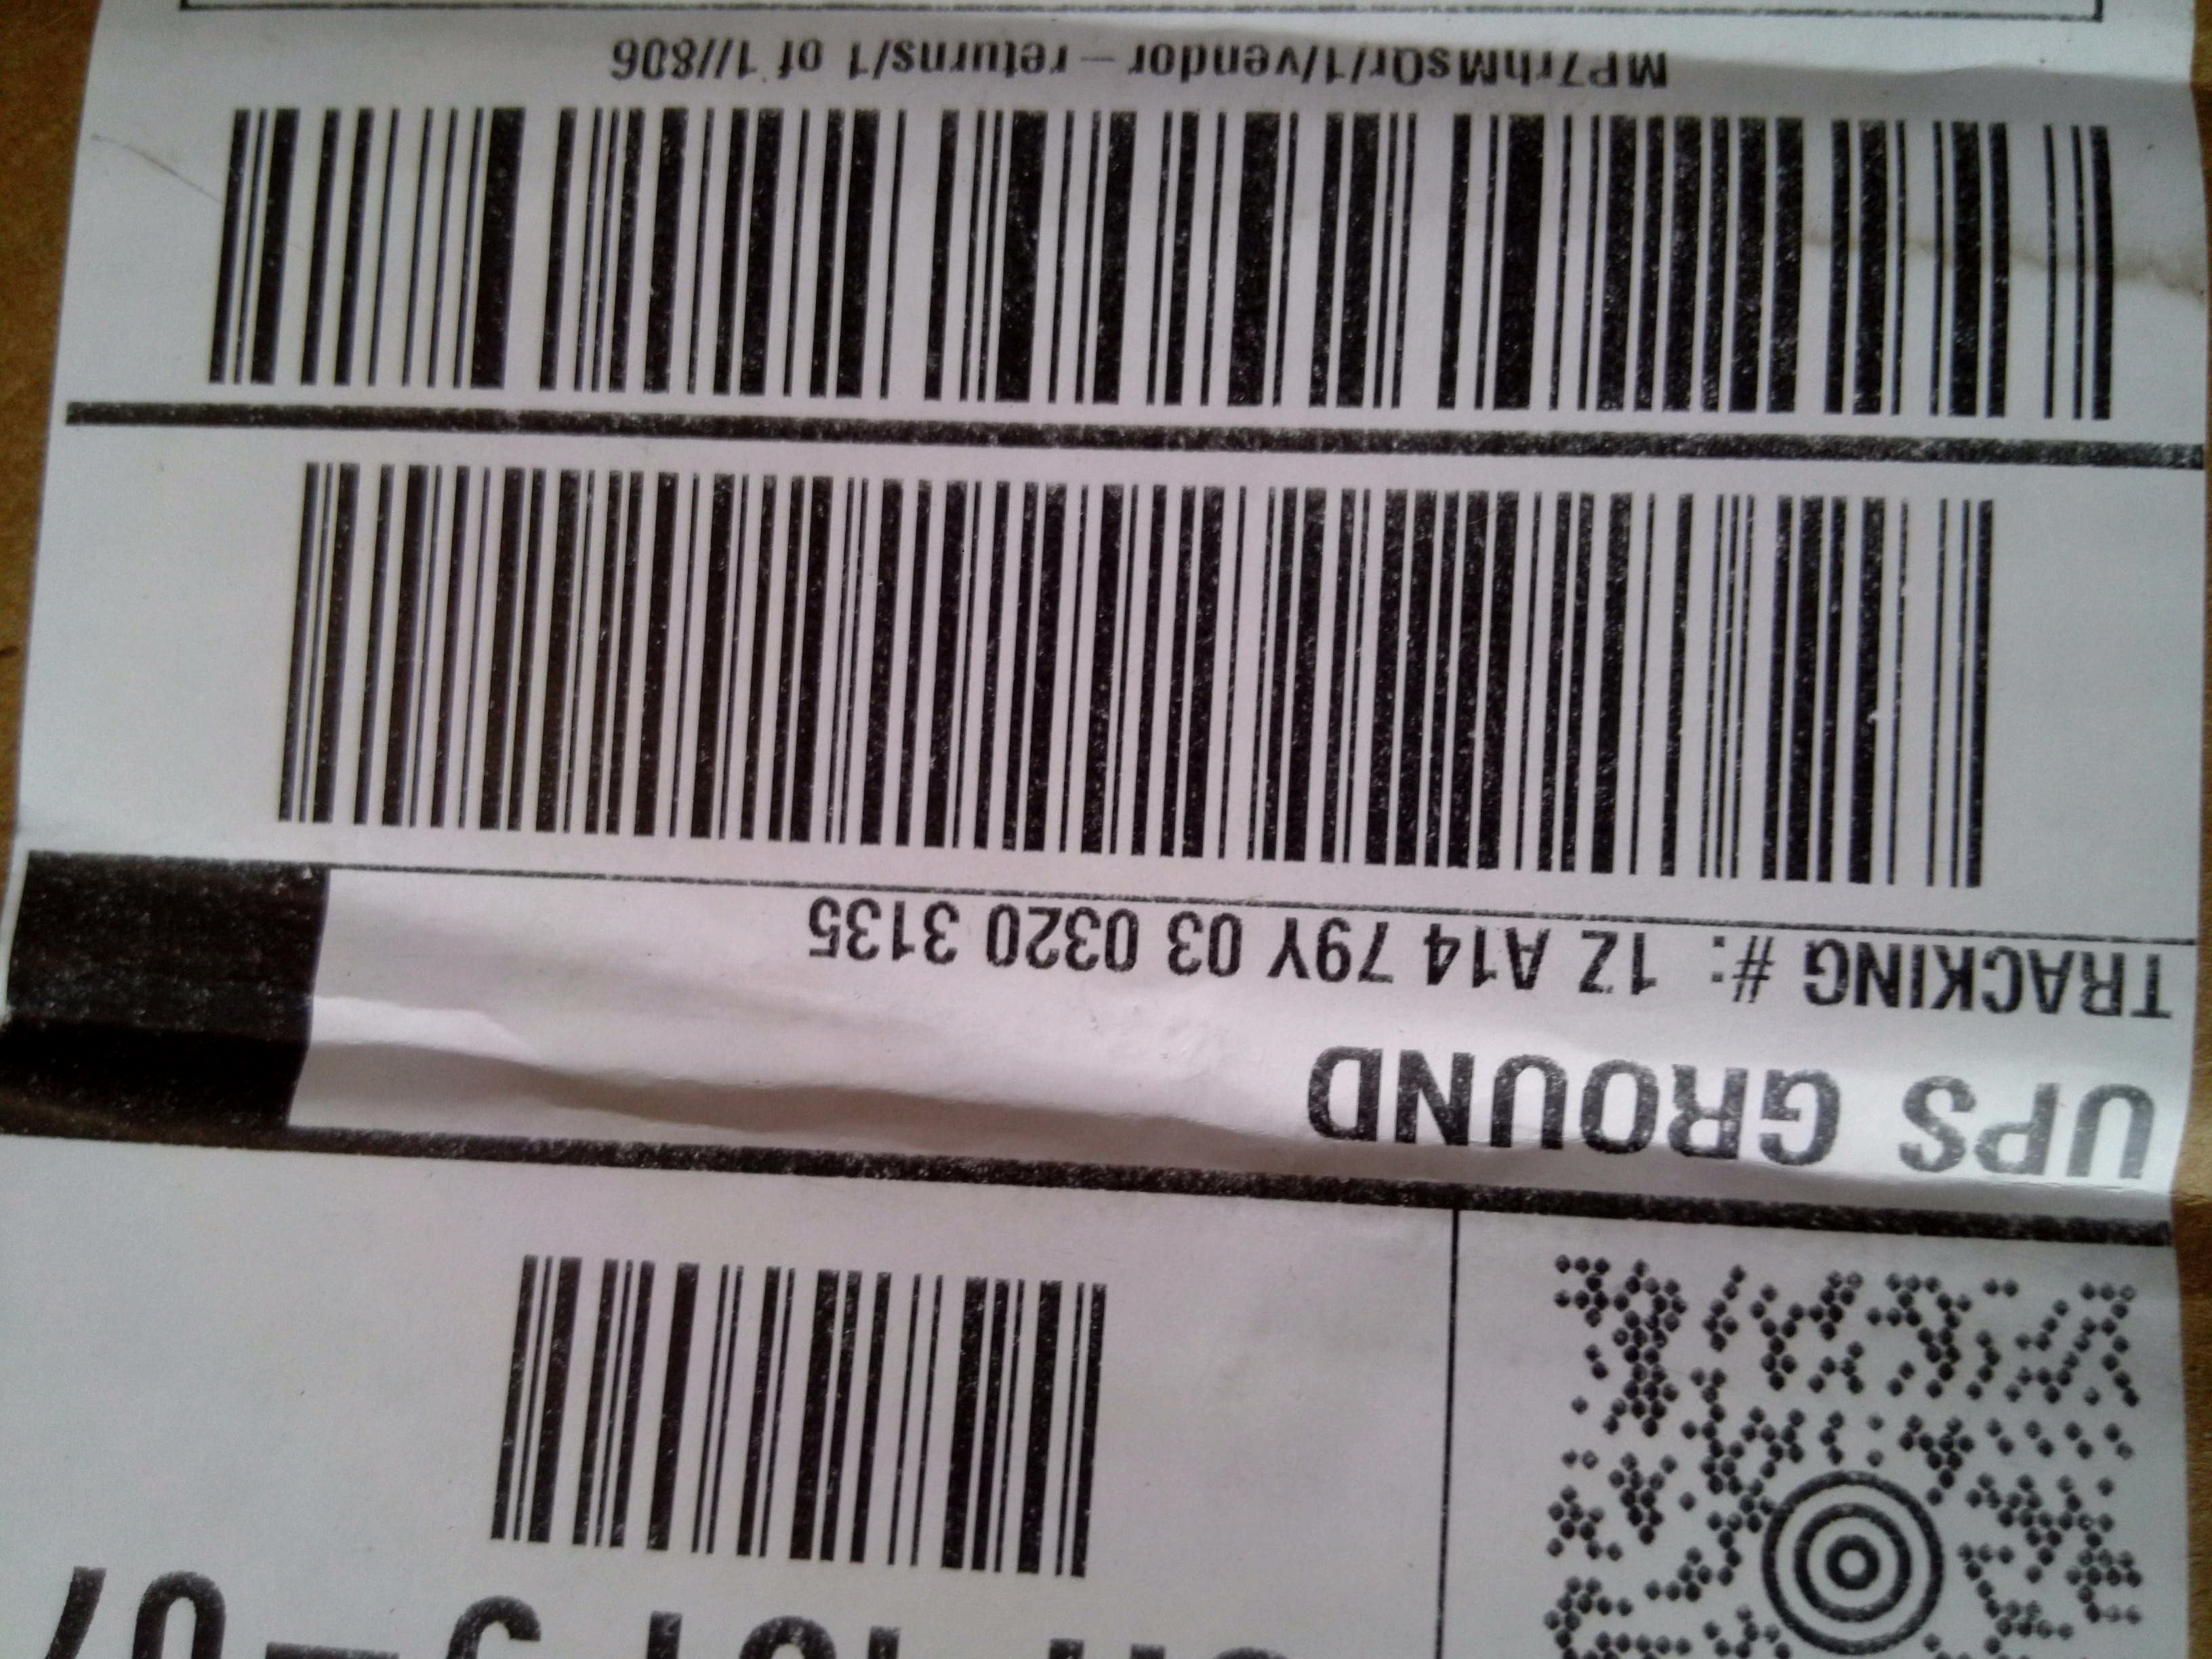 UPS GROUND
TRACKING #: 1Z A14 79Y 03 0320 3135
MP7rhMsQr/1/vendor-returns/1 of 1//806